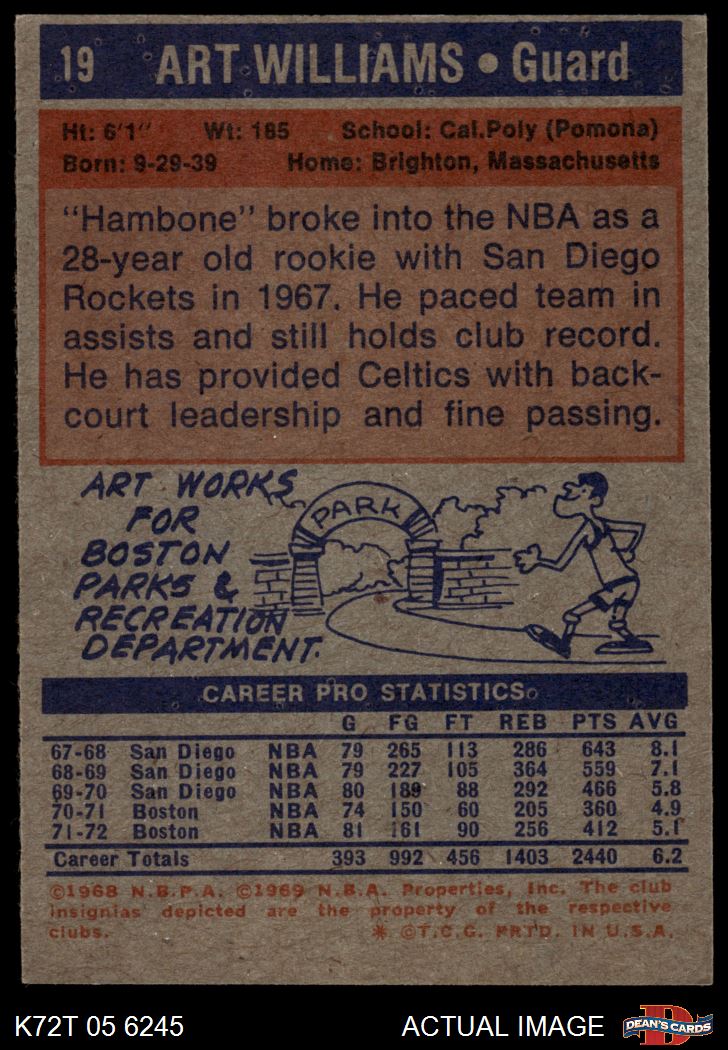 19 ART WILLIAMS • Guard
Ht: 6'1" Wt: 185 School: Cal.Poly (Pomona)
Born: 9-29-39 Home: Brighton, Massachusetts
"Hambone" broke into the NBA as a
28-year old rookie with San Diego
Rockets in 1967. He paced team in
assists and still holds club record.
He has provided Celtics with back-
court leadership and fine passing.
ART WORKS
FOR
BOSTON
PARKS &
RECREATION
DEPARTMENT.
PARK
CAREER PRO STATISTICS
G FG FT REB PTS AVG
67-68 San Diego NBA 79 265 113 286 643 8.1
68-69 San Diego NBA 79 227 105 364 559 7.1
69-70 San Diego NBA 80 189 88 292 466 5.8
70-71 Boston NBA 74 150 60 205 360 4.9
71-72 Boston NBA 81 161 90 256 412 5.1
Career Totals 393 992 456 1403 2440 6.2
©1968 N.B.P.A. ©1969 N.B.A. Properties, Inc. The club
insignias depicted are the property of the respective
clubs. * ©T.C.G. PRTD. IN U.S.A.
K72T 05 6245 ACTUAL IMAGE D DEAN'S CARDS